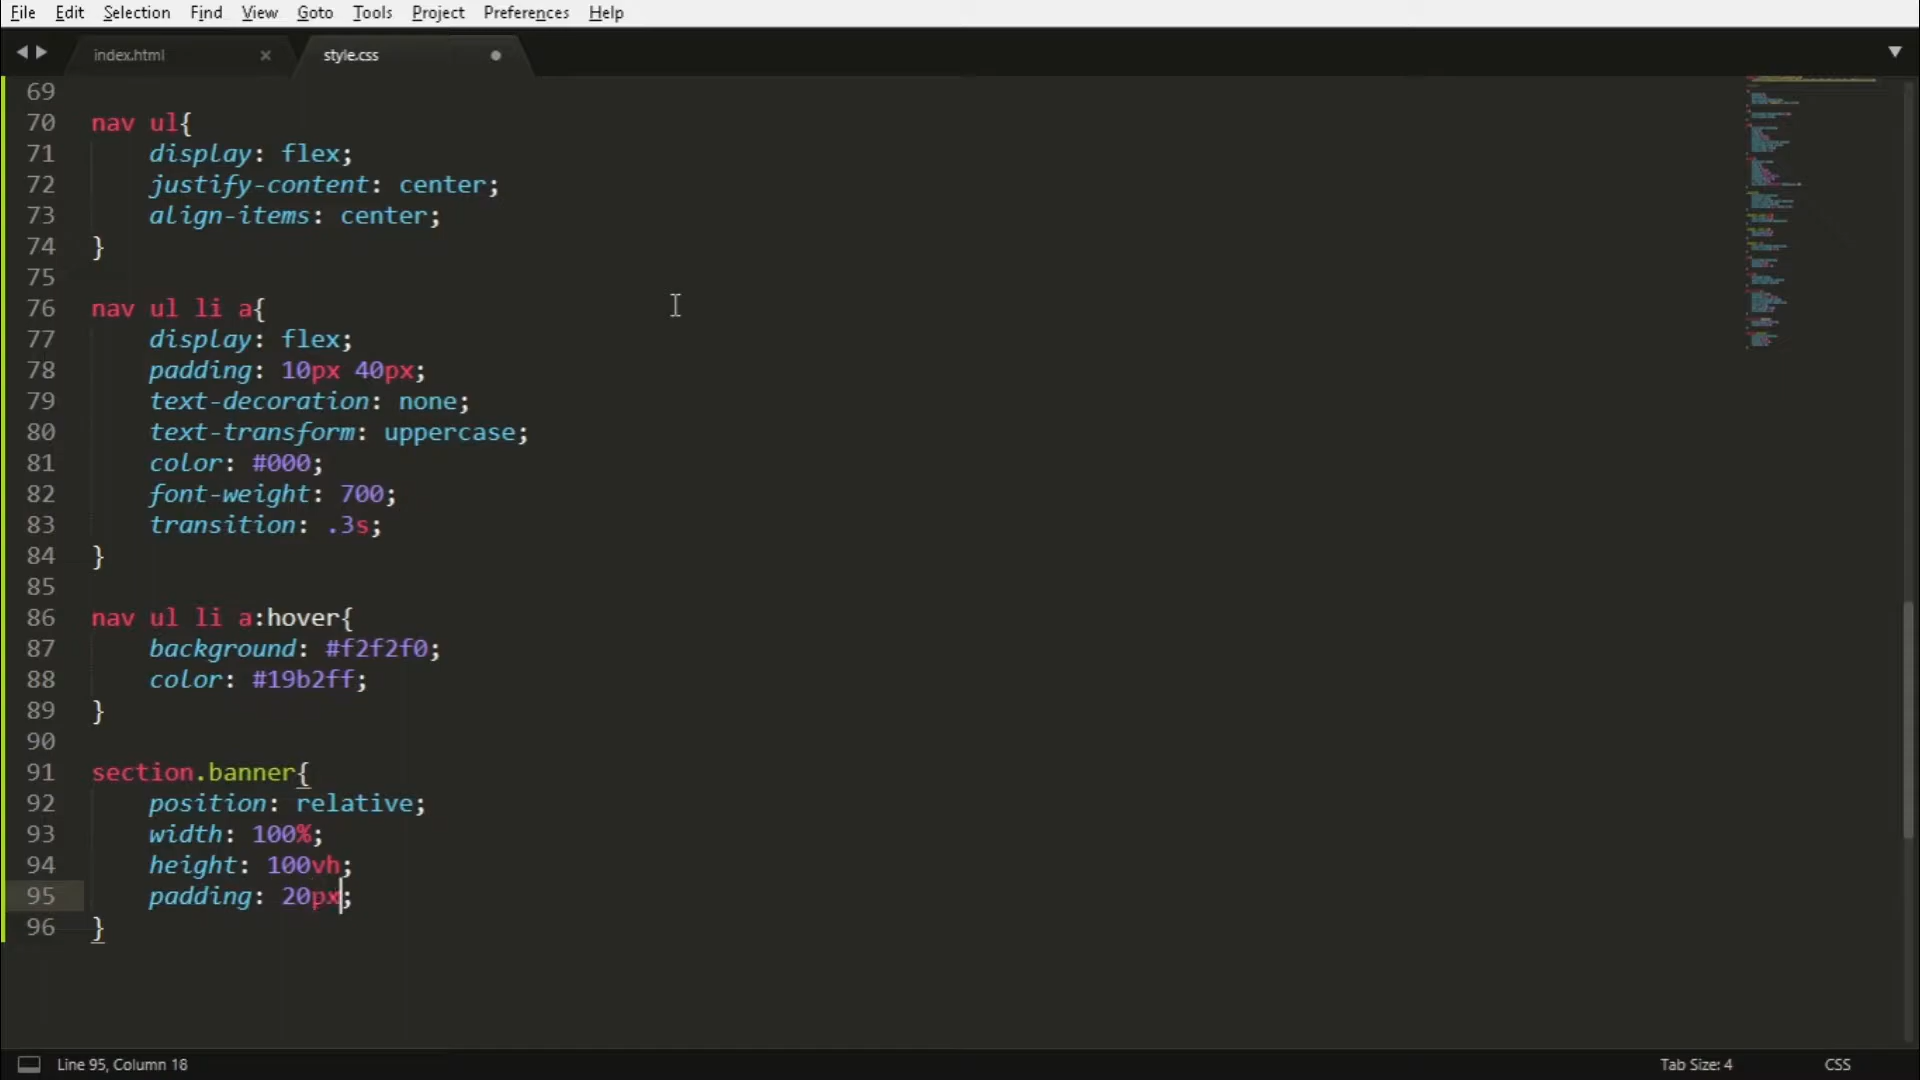 File Edit Selection Find View Goto Tools Project Preferences Help
index.html × style.css
69
70 nav ul{
71 display: flex;
72 justify-content: center;
73 align-items: center;
74 }
75
76 nav ul li a{
77 display: flex;
78 padding: 10px 40px;
79 text-decoration: none;
80 text-transform: uppercase;
81 color: #000;
82 font-weight: 700;
83 transition: .3s;
84 }
85
86 nav ul li a:hover{
87 background: #f2f2f0;
88 color: #19b2ff;
89 }
90
91 section.banner{
92 position: relative;
93 width: 100%;
94 height: 100vh;
95 padding: 20px;
96 }
Line 95, Column 18 Tab Size: 4 CSS